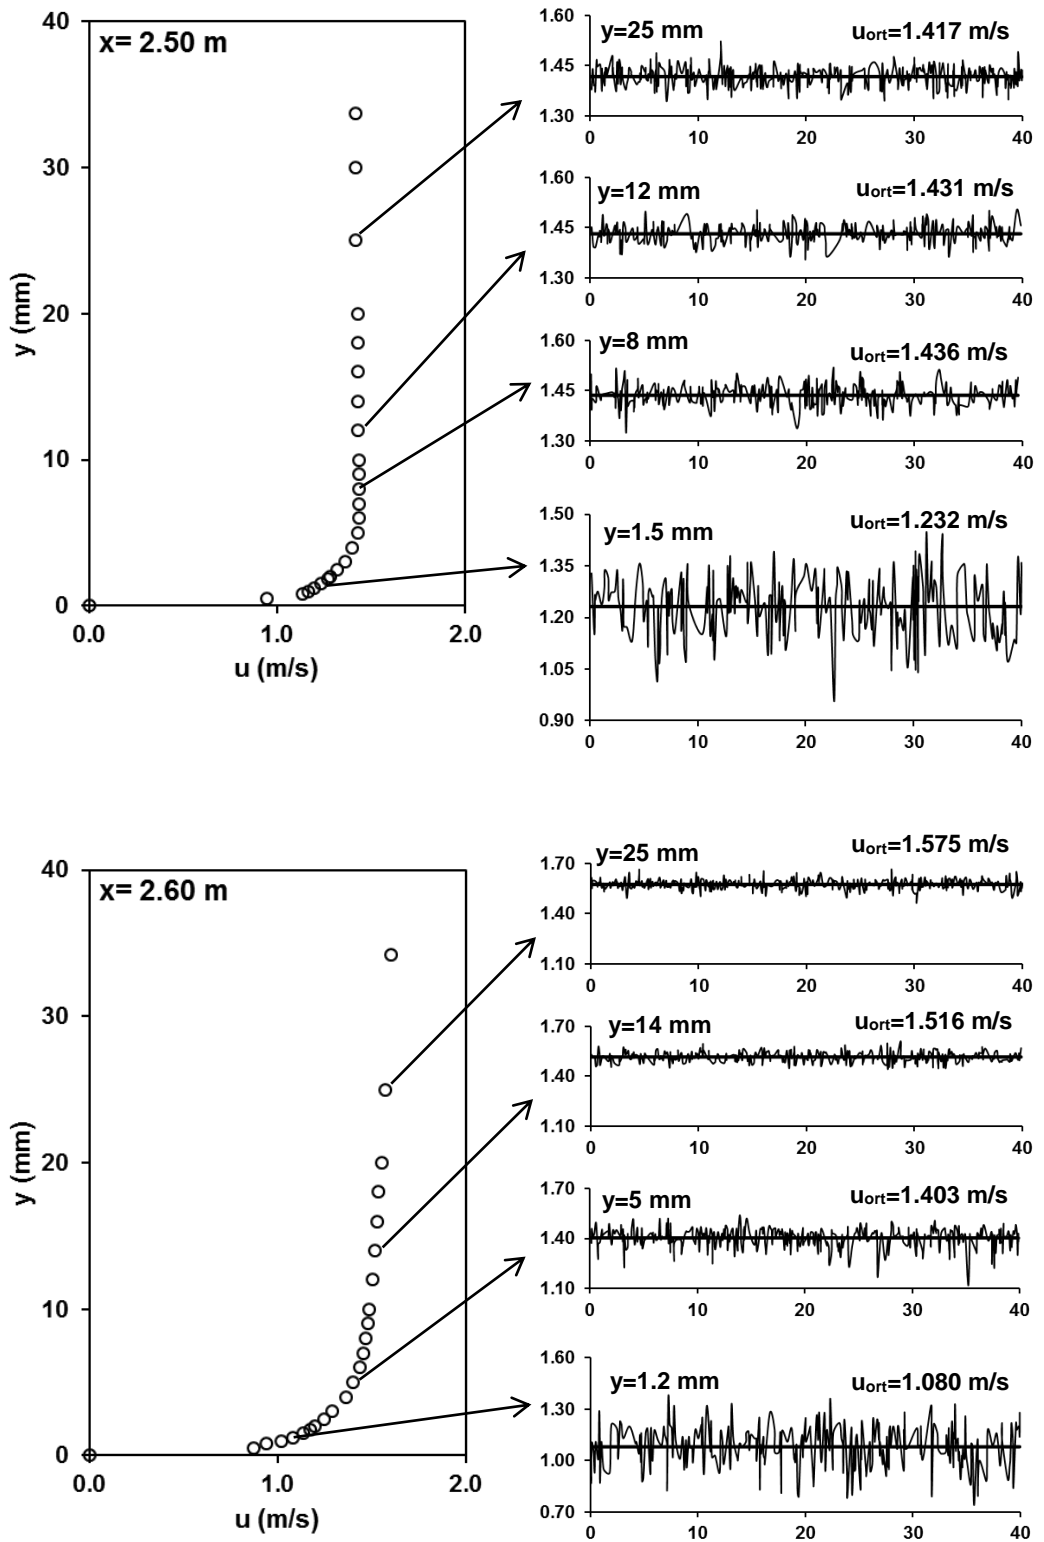 x= 2.50 m
40
30
20
10
0
0.0 1.0 2.0
y (mm)
u (m/s)
y=25 mm uort=1.417 m/s
1.60
1.45
1.30
0 10 20 30 40
y=12 mm uort=1.431 m/s
1.60
1.45
1.30
0 10 20 30 40
y=8 mm uort=1.436 m/s
1.60
1.45
1.30
0 10 20 30 40
y=1.5 mm uort=1.232 m/s
1.50
1.35
1.20
1.05
0.90
0 10 20 30 40
x= 2.60 m
40
30
20
10
0
0.0 1.0 2.0
y (mm)
u (m/s)
y=25 mm uort=1.575 m/s
1.70
1.40
1.10
0 10 20 30 40
y=14 mm uort=1.516 m/s
1.70
1.40
1.10
0 10 20 30 40
y=5 mm uort=1.403 m/s
1.70
1.40
1.10
0 10 20 30 40
y=1.2 mm uort=1.080 m/s
1.60
1.30
1.00
0.70
0 10 20 30 40